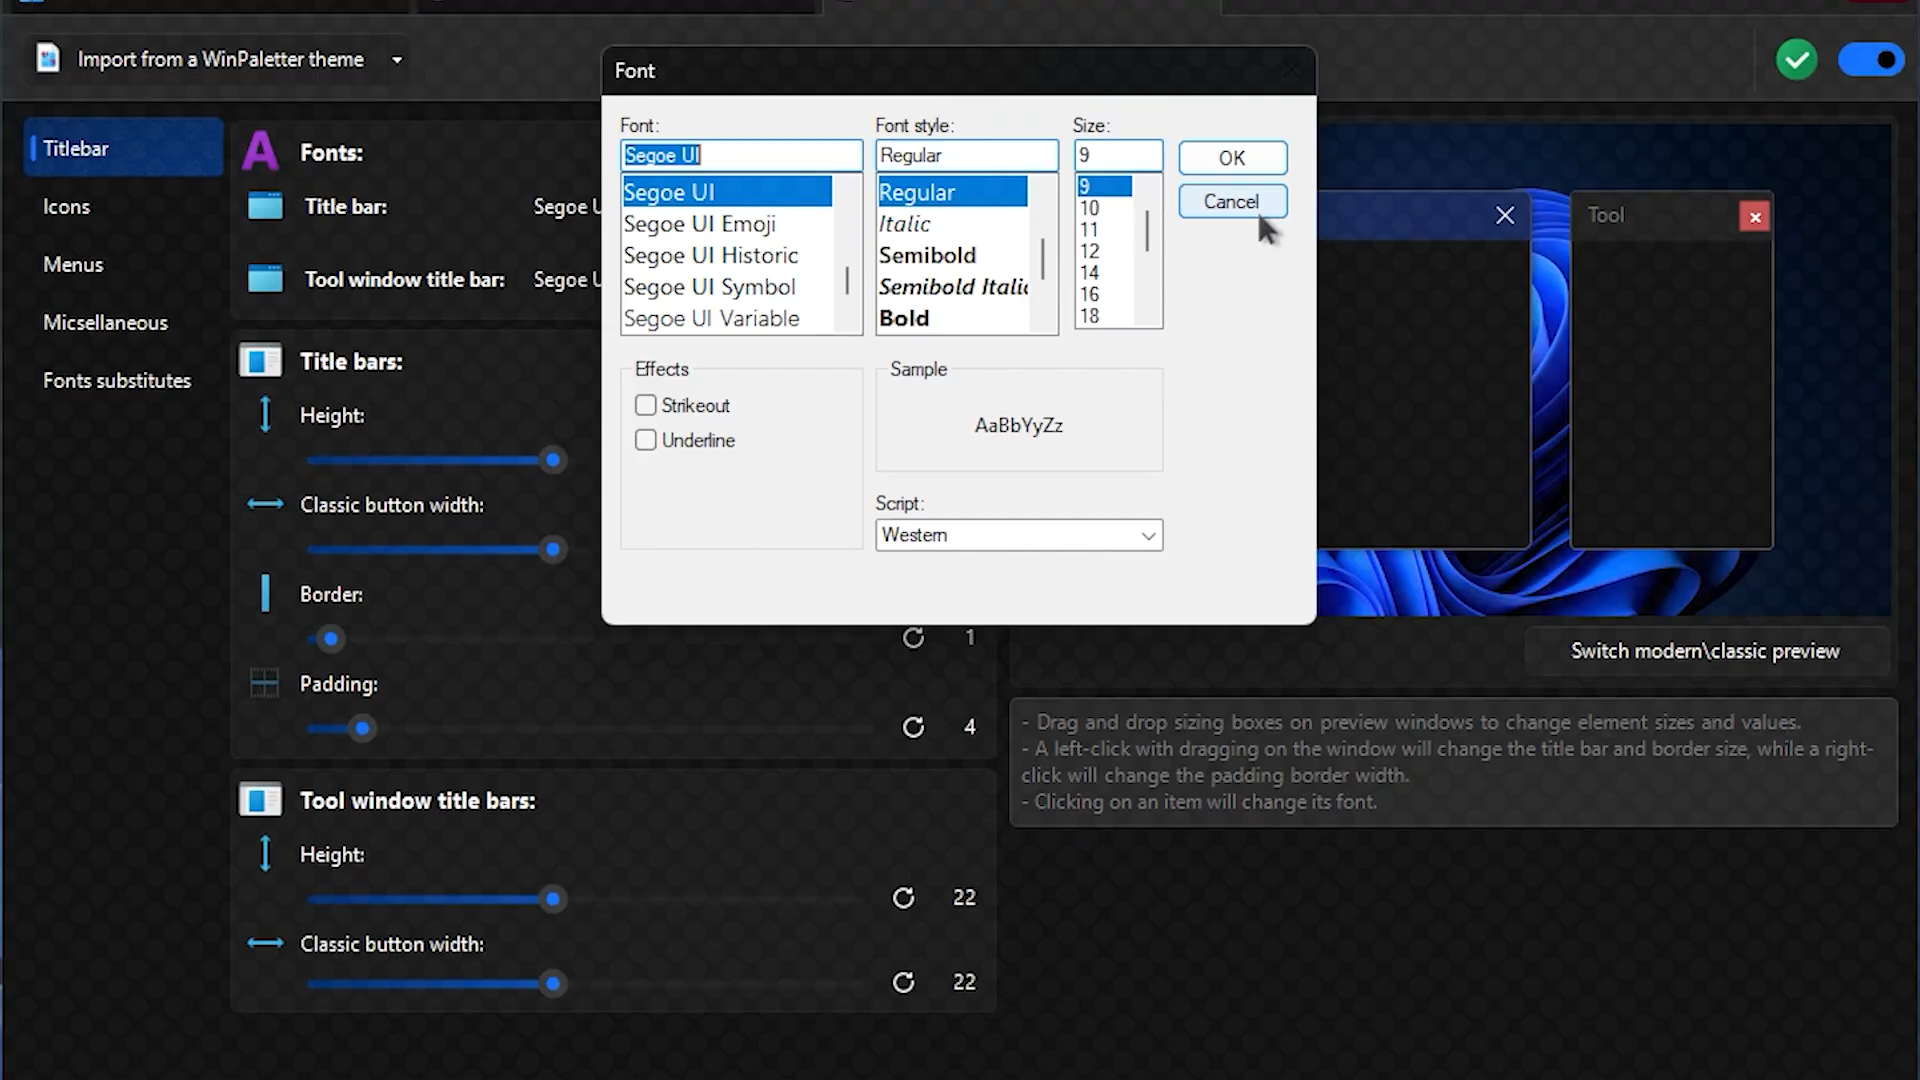 Import from a WinPaletter theme
Titlebar
Icons
Menus
Micsellaneous
Fonts substitutes
Fonts:
Title bar:
Segoe U
Tool window title bar:
Segoe U
Title bars:
Height:
Classic button width:
Border:
1
Padding:
4
Tool window title bars:
Height:
22
Classic button width:
22
Font
Font:
Segoe UI
Segoe UI
Segoe UI Emoji
Segoe UI Historic
Segoe UI Symbol
Segoe UI Variable
Font style:
Regular
Regular
Italic
Semibold
Semibold Italic
Bold
Size:
9
9
10
11
12
14
16
18
OK
Cancel
Effects
Strikeout
Underline
Sample
AaBbYyZz
Script:
Western
Tool
Switch modern\classic preview
- Drag and drop sizing boxes on preview windows to change element sizes and values.
- A left-click with dragging on the window will change the title bar and border size, while a right-
click will change the padding border width.
- Clicking on an item will change its font.